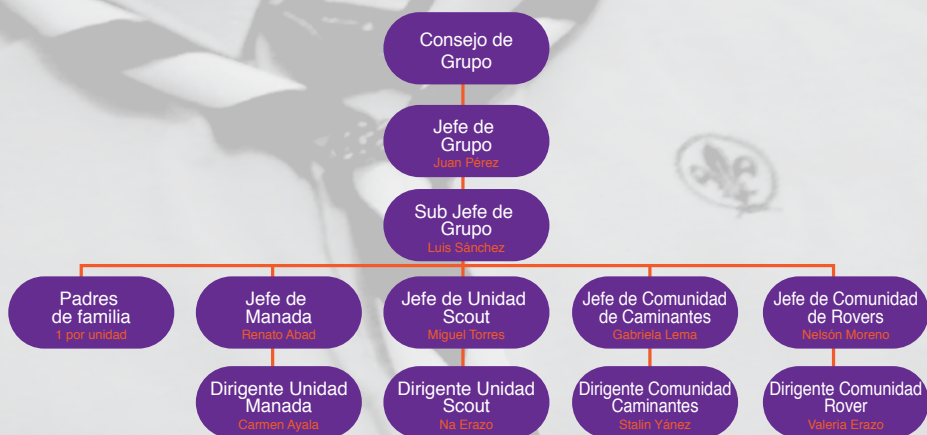 Consejo de
Grupo
Jefe de
Grupo
Juan Pérez
Sub Jefe de
Grupo
Luis Sánchez
Padres
de familia
1 por unidad
Jefe de
Manada
Renato Abad
Jefe de Unidad
Scout
Miguel Torres
Jefe de Comunidad
de Caminantes
Gabriela Lema
Jefe de Comunidad
de Rovers
Nelsón Moreno
Dirigente Unidad
Manada
Carmen Ayala
Dirigente Unidad
Scout
Na Erazo
Dirigente Comunidad
Caminantes
Stalin Yánez
Dirigente Comunidad
Rover
Valeria Erazo